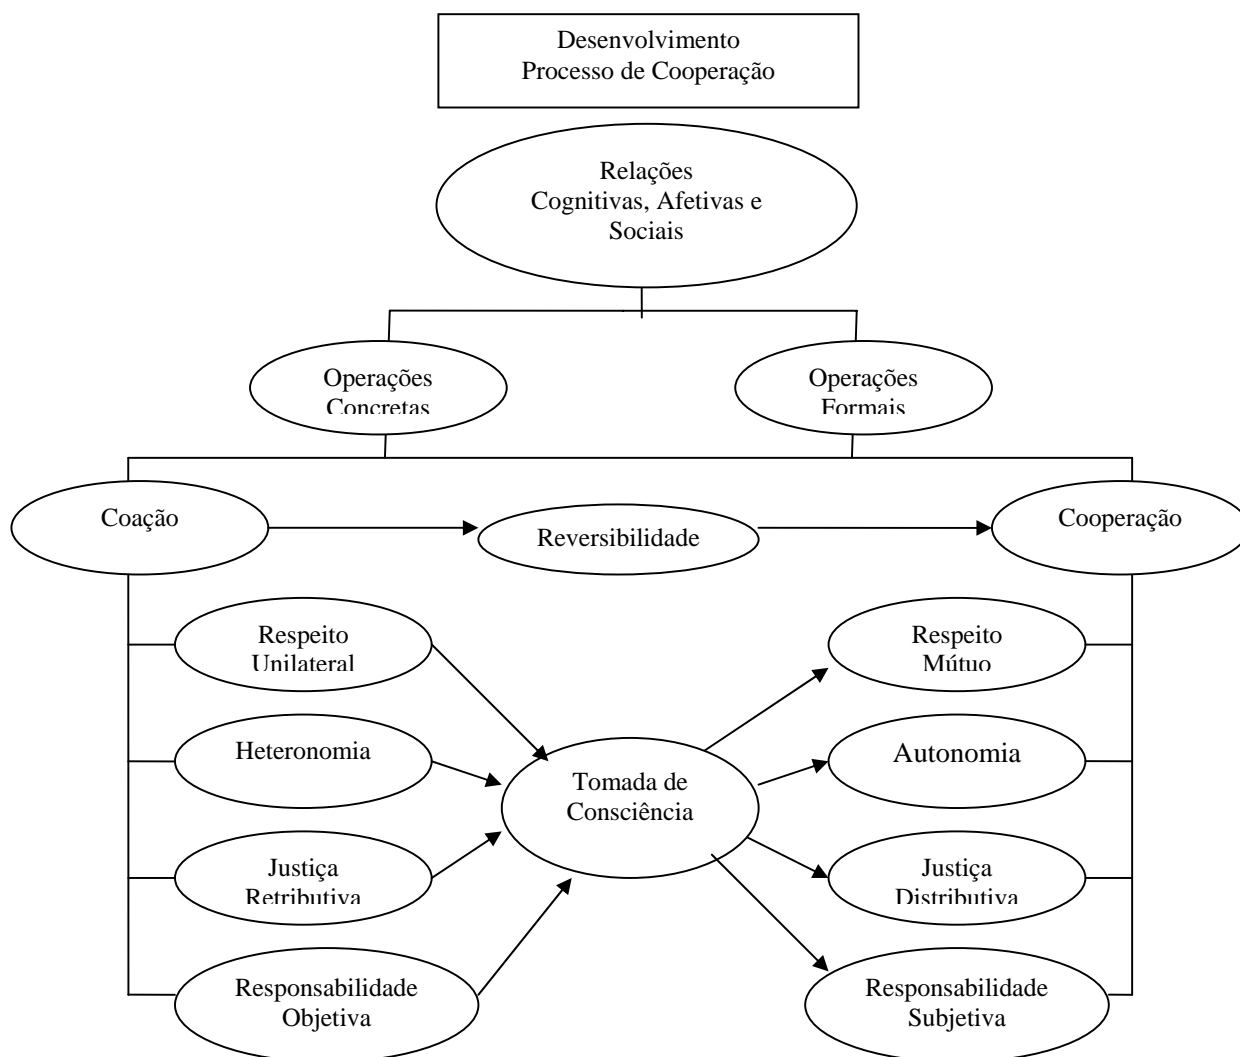 Desenvolvimento
Processo de Cooperação
Relações
Cognitivas, Afetivas e
Sociais
Operações
Concretas
Operações
Formais
Coação
Reversibilidade
Cooperação
Respeito
Unilateral
Respeito
Mútuo
Heteronomia
Tomada de
Consciência
Autonomia
Justiça
Retributiva
Justiça
Distributiva
Responsabilidade
Objetiva
Responsabilidade
Subjetiva